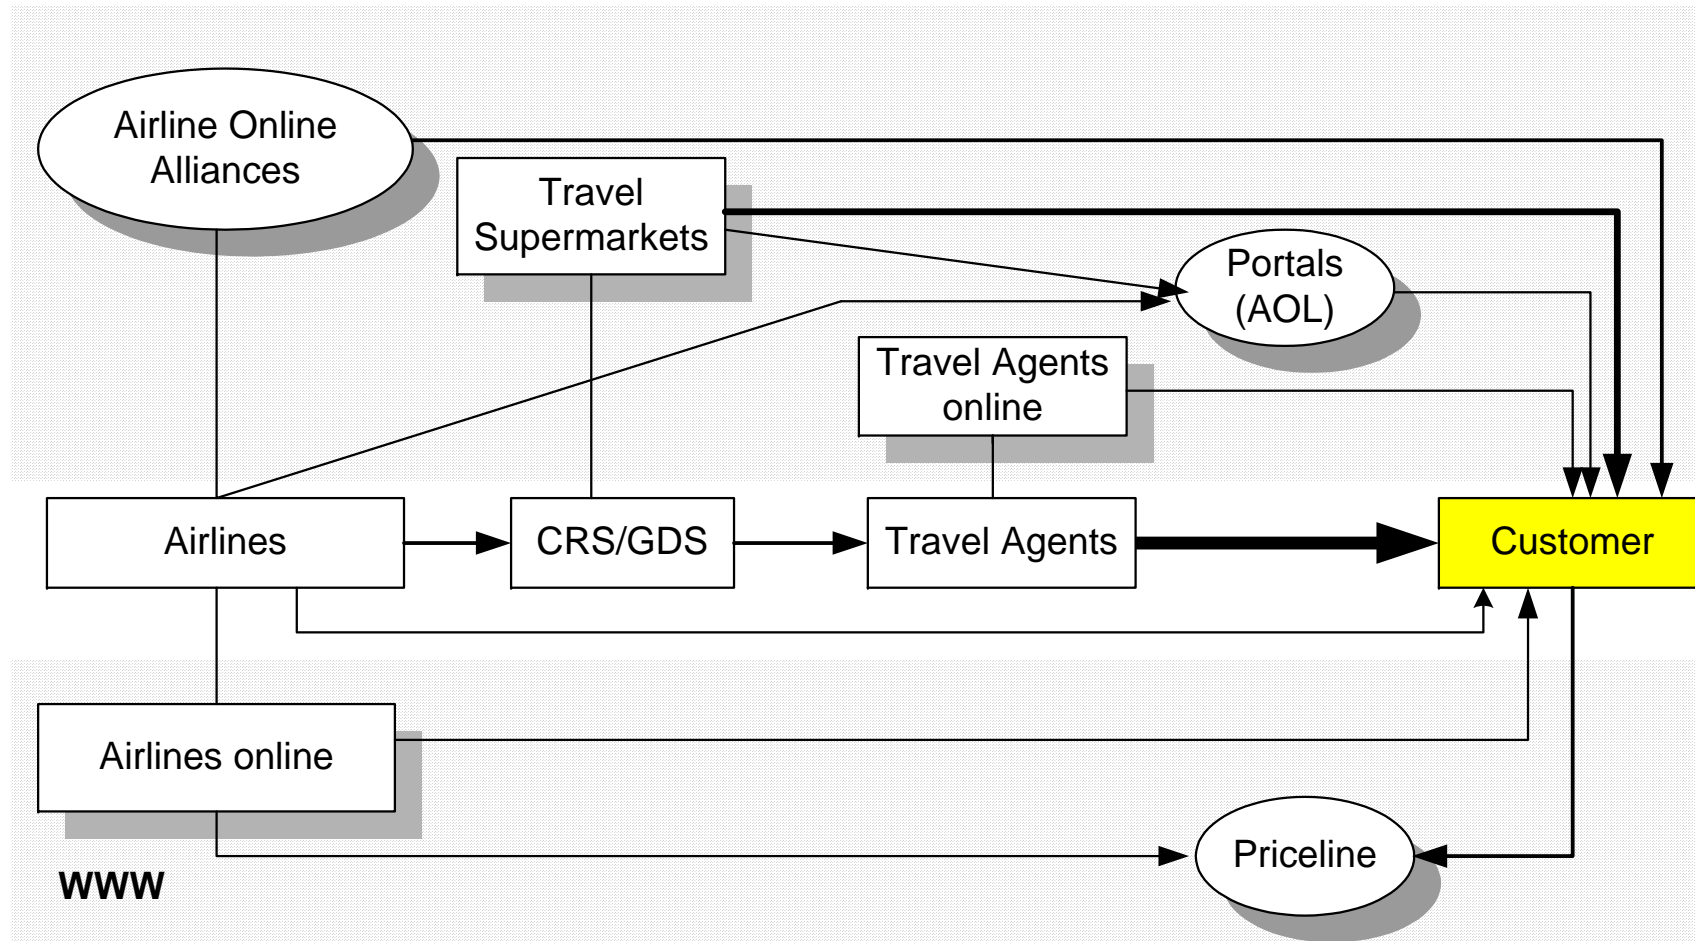 Airline Online
Alliances
Travel
Supermarkets
Portals
(AOL)
Travel Agents
online
Airlines
CRS/GDS
Travel Agents
Customer
Airlines online
Priceline
WWW